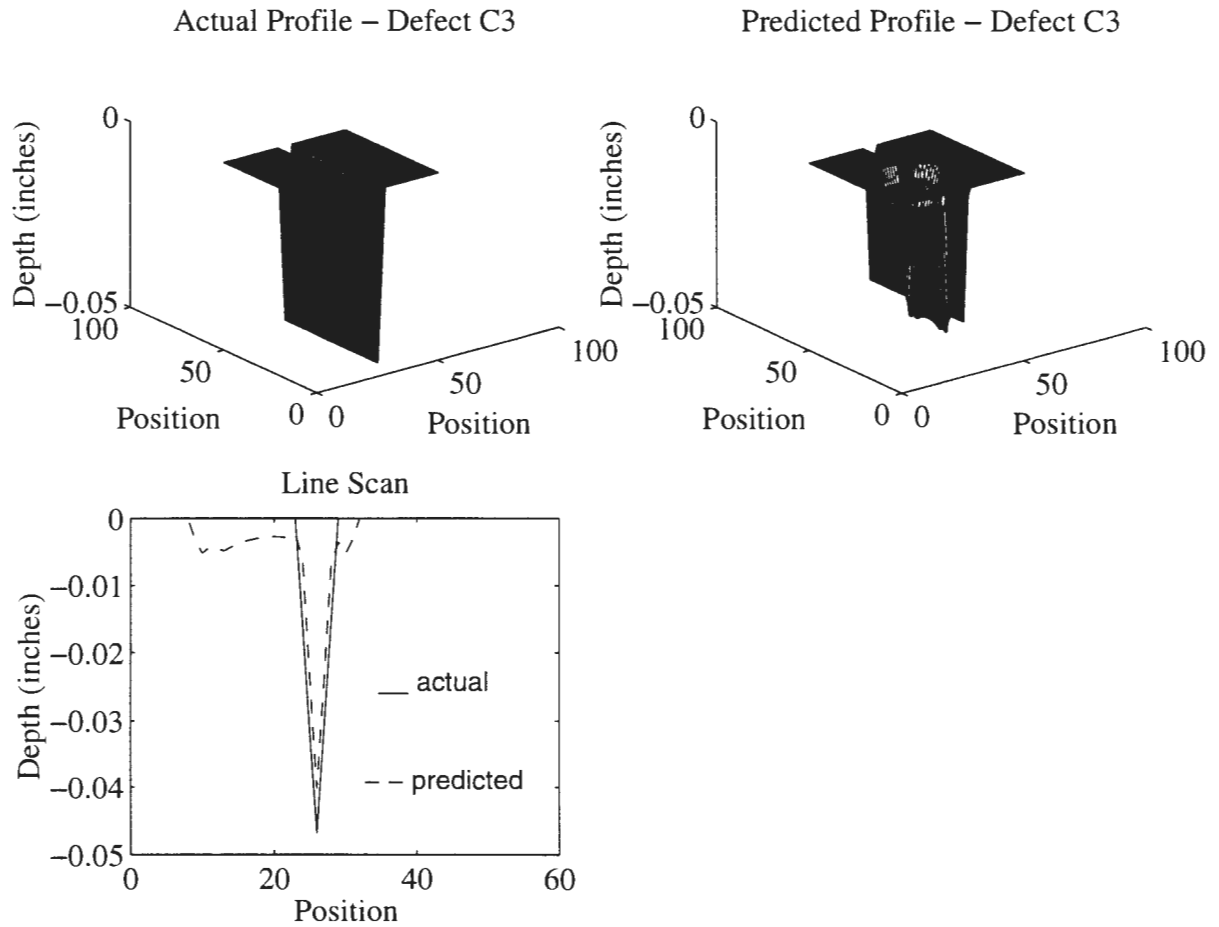 Actual Profile – Defect C3
Predicted Profile – Defect C3
0
Depth (inches)
−0.05
100
50
0
Position
0
50
100
Position
0
Depth (inches)
−0.05
100
50
0
Position
0
50
100
Position
Line Scan
0
−0.01
−0.02
−0.03
−0.04
−0.05
Depth (inches)
actual
predicted
0
20
40
60
Position